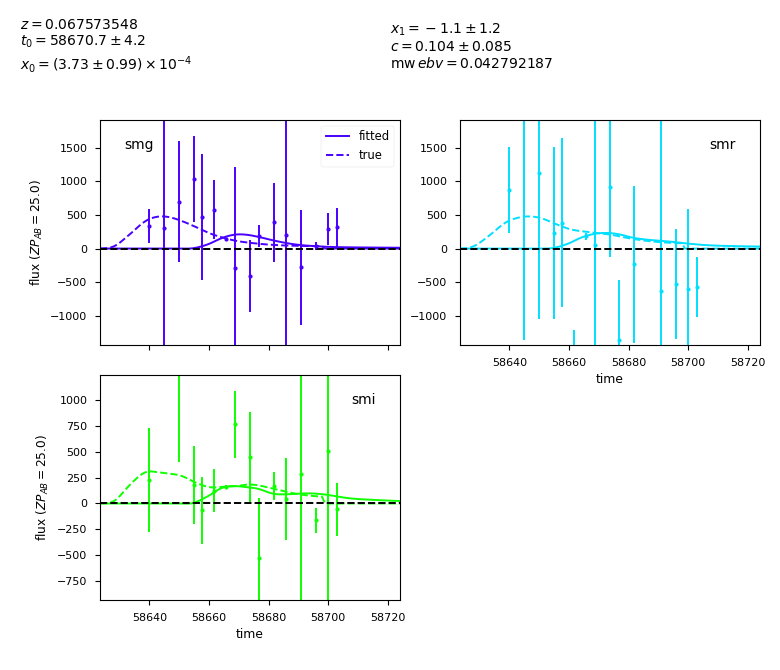 z = 0.067573548
t₀ = 58670.7 ± 4.2
x₀ = (3.73 ± 0.99) × 10⁻⁴
x₁ = −1.1 ± 1.2
c = 0.104 ± 0.085
mw ebv = 0.042792187
smg
fitted
true
1500
1000
500
0
−500
−1000
flux (ZP_AB = 25.0)
smr
1500
1000
500
0
−500
−1000
58640 58660 58680 58700 58720
time
smi
1000
750
500
250
0
−250
−500
−750
flux (ZP_AB = 25.0)
58640 58660 58680 58700 58720
time